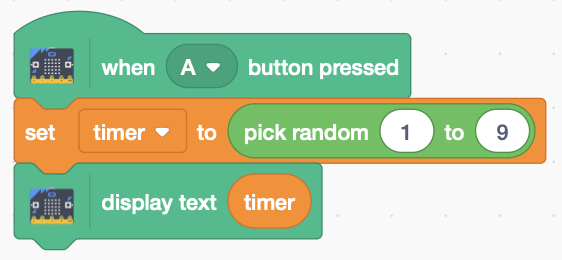 when A button pressed
set timer to pick random 1 to 9
display text timer